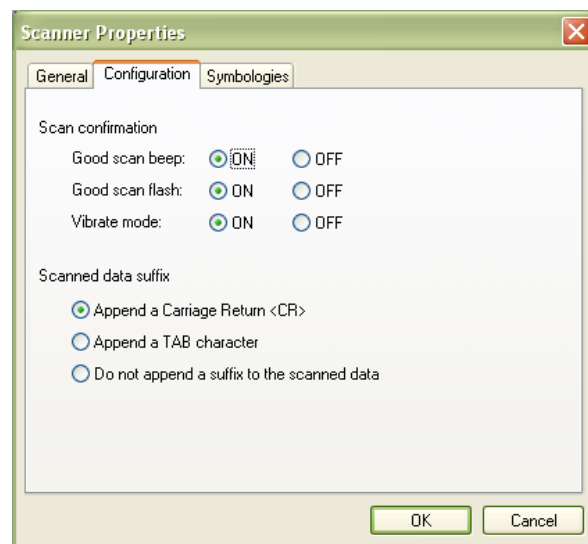 Scanner Properties
General Configuration Symbologies
Scan confirmation
Good scan beep: ON OFF
Good scan flash: ON OFF
Vibrate mode: ON OFF
Scanned data suffix
Append a Carriage Return <CR>
Append a TAB character
Do not append a suffix to the scanned data
OK Cancel